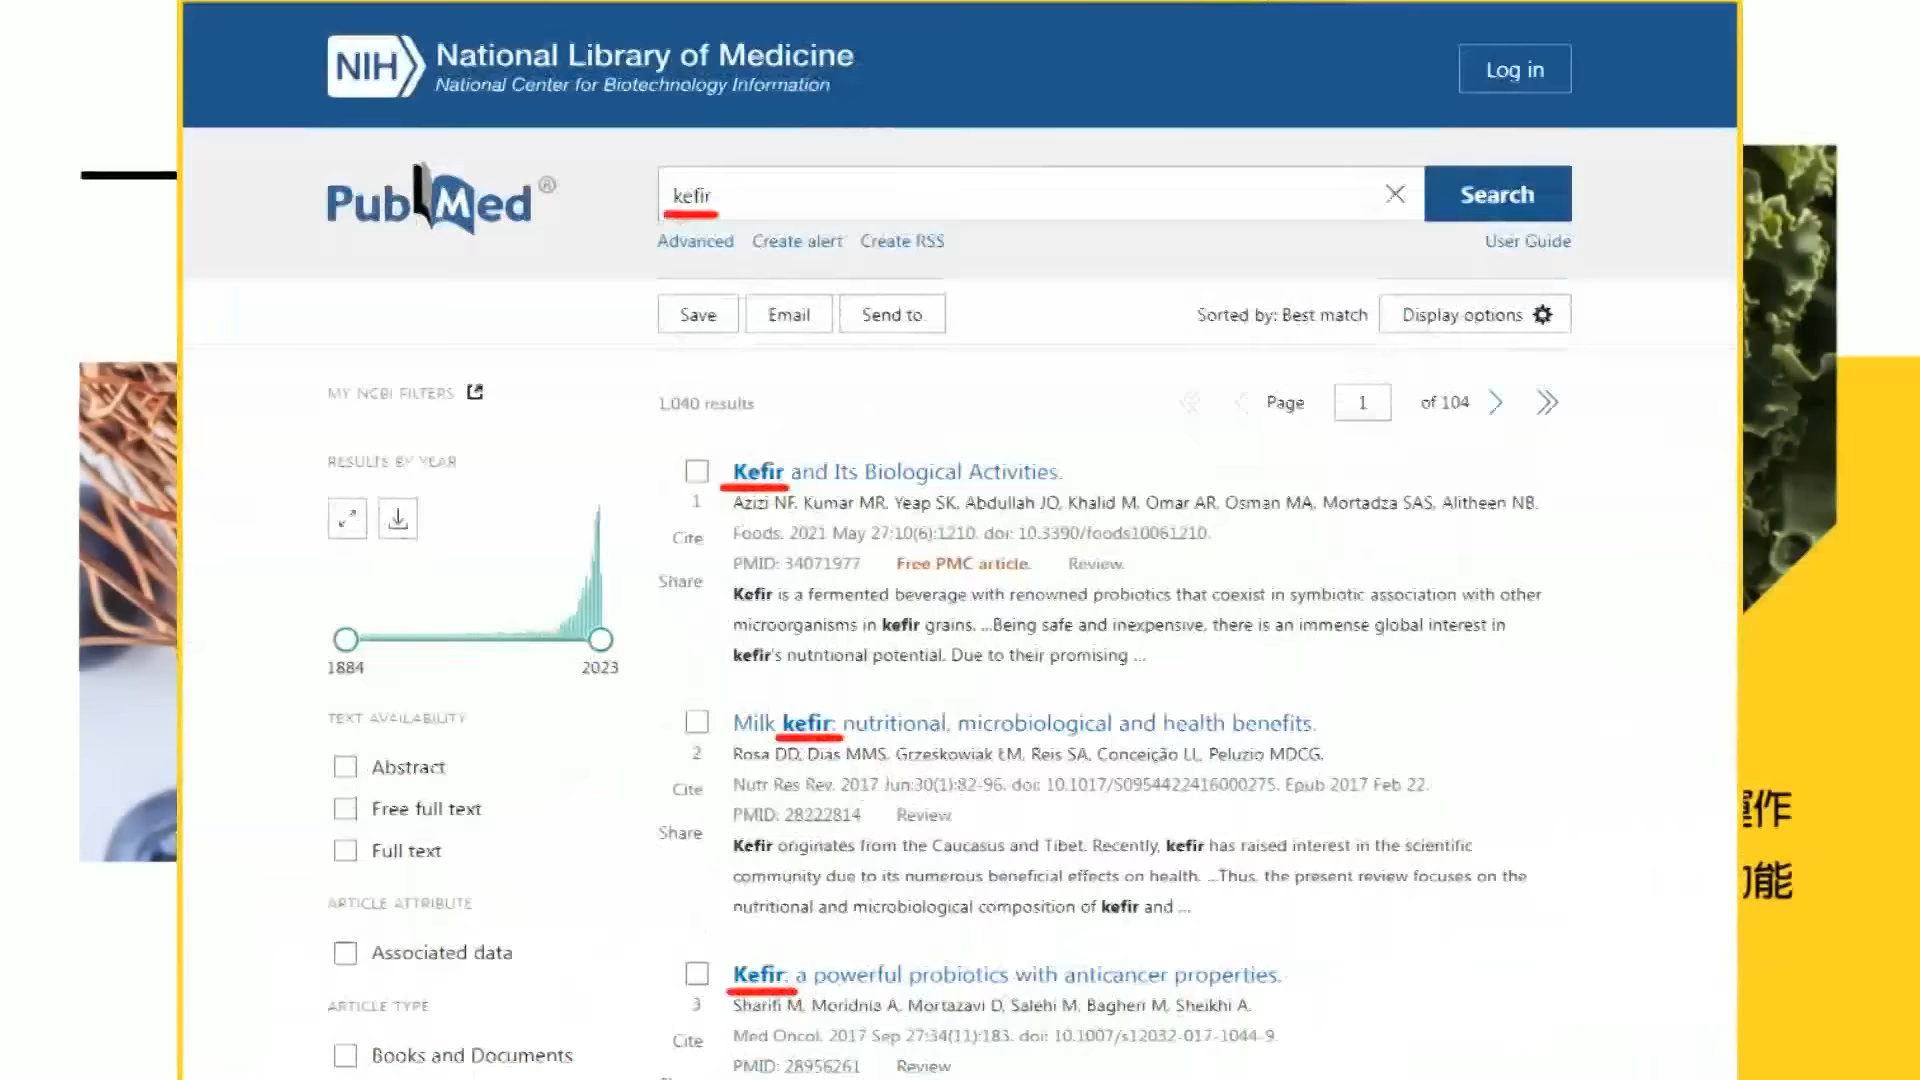 NIH National Library of Medicine
National Center for Biotechnology Information
Log in
PubMed®
kefir
Search
Advanced Create alert Create RSS
User Guide
Save Email Send to
Sorted by: Best match
Display options
MY NCBI FILTERS
1,040 results
Page 1 of 104
RESULTS BY YEAR
1884 2023
TEXT AVAILABILITY
Abstract
Free full text
Full text
ARTICLE ATTRIBUTE
Associated data
ARTICLE TYPE
Books and Documents
Kefir and Its Biological Activities.
1 Azizi NF, Kumar MR, Yeap SK, Abdullah JO, Khalid M, Omar AR, Osman MA, Mortadza SAS, Alitheen NB.
Cite Foods. 2021 May 27;10(6):1210. doi: 10.3390/foods10061210.
PMID: 34071977 Free PMC article. Review.
Share
Kefir is a fermented beverage with renowned probiotics that coexist in symbiotic association with other
microorganisms in kefir grains. ...Being safe and inexpensive, there is an immense global interest in
kefir's nutritional potential. Due to their promising ...
Milk kefir: nutritional, microbiological and health benefits.
2 Rosa DD, Dias MMS, Grześkowiak ŁM, Reis SA, Conceição LL, Peluzio MDCG.
Cite Nutr Res Rev. 2017 Jun;30(1):82-96. doi: 10.1017/S0954422416000275. Epub 2017 Feb 22.
PMID: 28222814 Review.
Share
Kefir originates from the Caucasus and Tibet. Recently, kefir has raised interest in the scientific
community due to its numerous beneficial effects on health. ...Thus, the present review focuses on the
nutritional and microbiological composition of kefir and ...
Kefir: a powerful probiotics with anticancer properties.
3 Sharifi M, Moridnia A, Mortazavi D, Salehi M, Bagheri M, Sheikhi A.
Cite Med Oncol. 2017 Sep 27;34(11):183. doi: 10.1007/s12032-017-1044-9.
PMID: 28956261 Review.
作
能